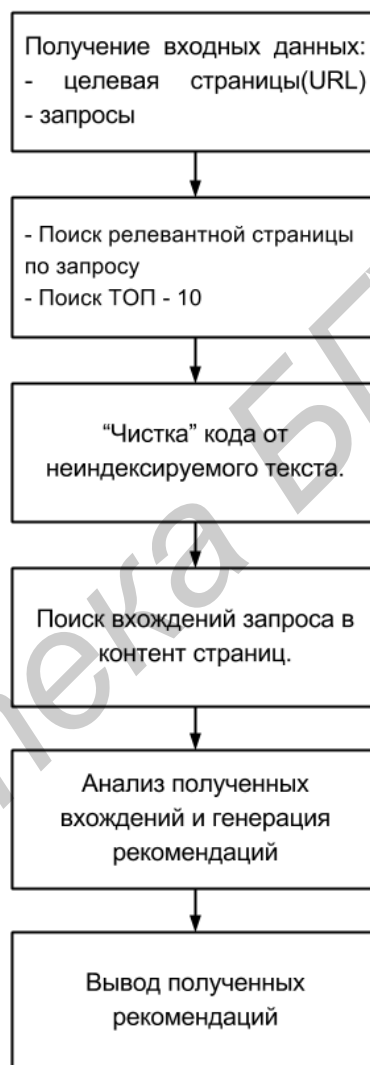 Получение входных данных:
- целевая страницы(URL)
- запросы
- Поиск релевантной страницы
по запросу
- Поиск ТОП - 10
“Чистка” кода от
неиндексируемого текста.
Поиск вхождений запроса в
контент страниц.
Анализ полученных
вхождений и генерация
рекомендаций
Вывод полученных
рекомендаций